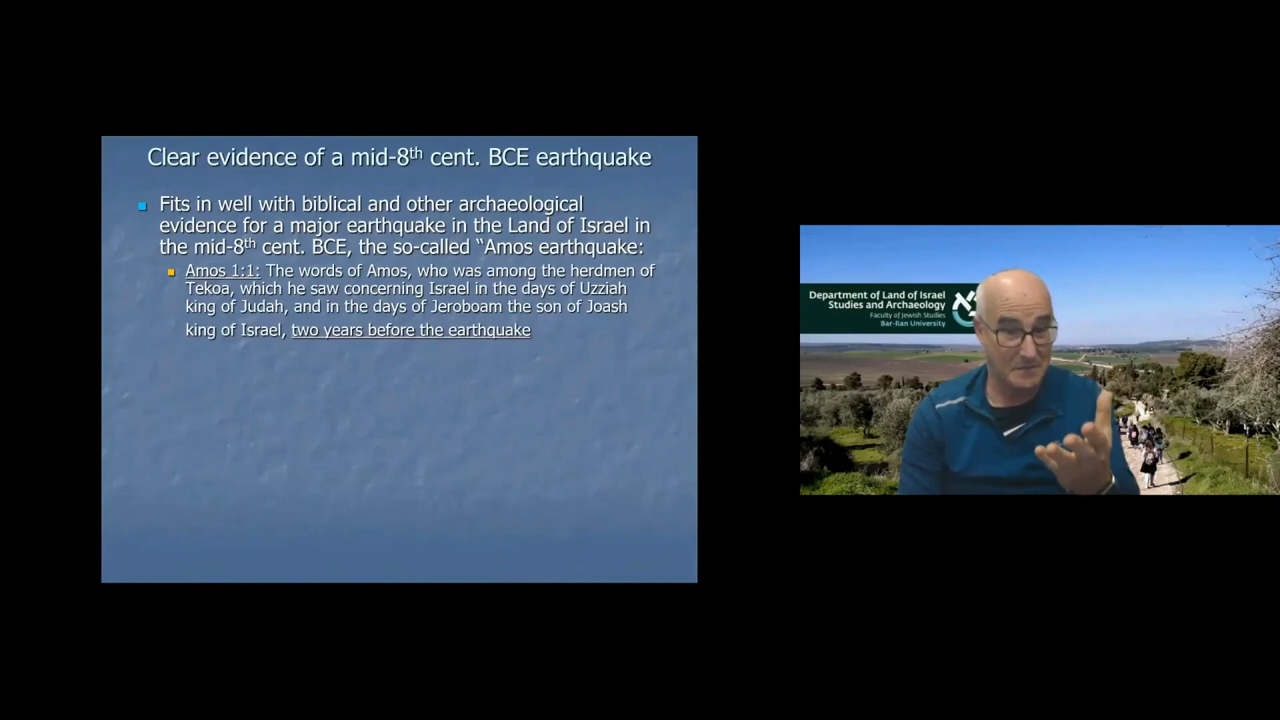 Clear evidence of a mid-8th cent. BCE earthquake
Fits in well with biblical and other archaeological
evidence for a major earthquake in the Land of Israel in
the mid-8th cent. BCE, the so-called “Amos earthquake:
Amos 1:1: The words of Amos, who was among the herdmen of
Tekoa, which he saw concerning Israel in the days of Uzziah
king of Judah, and in the days of Jeroboam the son of Joash
king of Israel, two years before the earthquake
Department of Land of Israel
Studies and Archaeology
Faculty of Jewish Studies
Bar-Ilan University